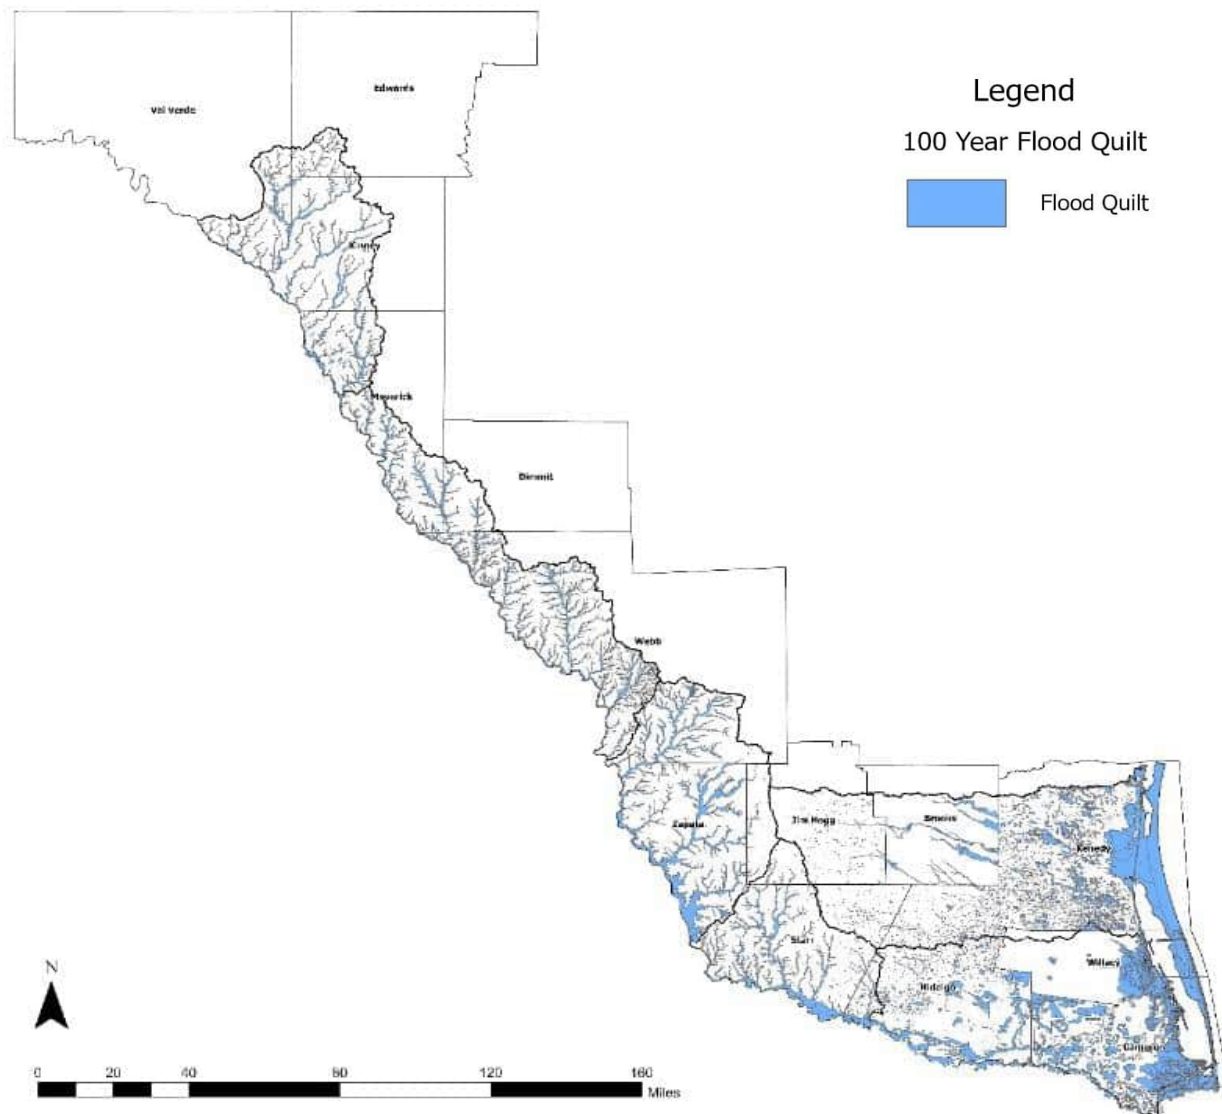 Legend
100 Year Flood Quilt
Flood Quilt
Edwards
Val Verde
Kinney
Maverick
Dimmit
Webb
Zapata
Jim Hogg
Brooks
Kenedy
Starr
Willacy
Hidalgo
Cameron
N
0 20 40 80 120 160
Miles